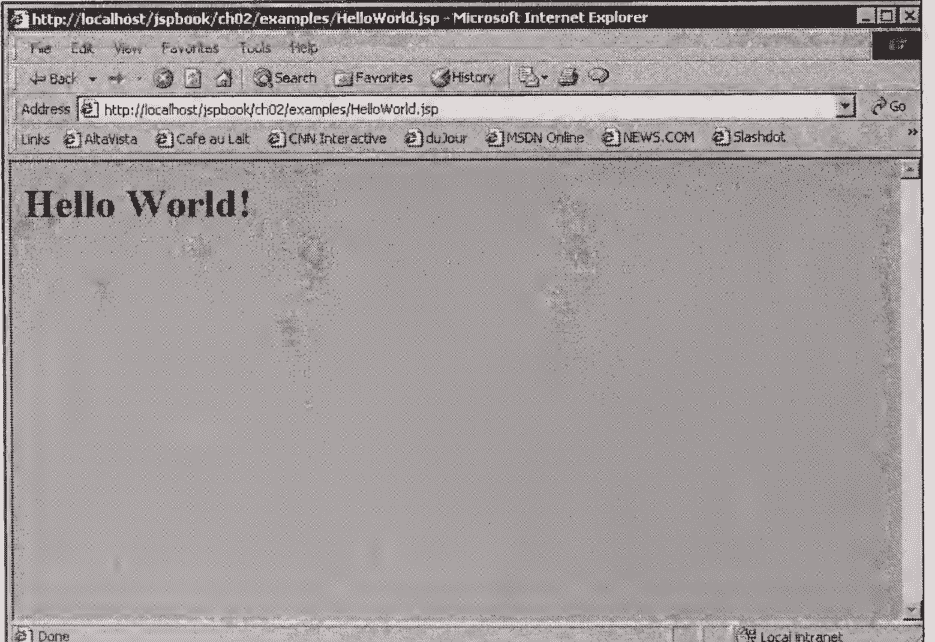 http://localhost/jspbook/ch02/examples/HelloWorld.jsp - Microsoft Internet Explorer
File Edit View Favorites Tools Help
Back Search Favorites History
Address http://localhost/jspbook/ch02/examples/HelloWorld.jsp Go
Links AltaVista Cafe au Lait CNN Interactive duJour MSDN Online NEWS.COM Slashdot »
Hello World!
Done Local intranet